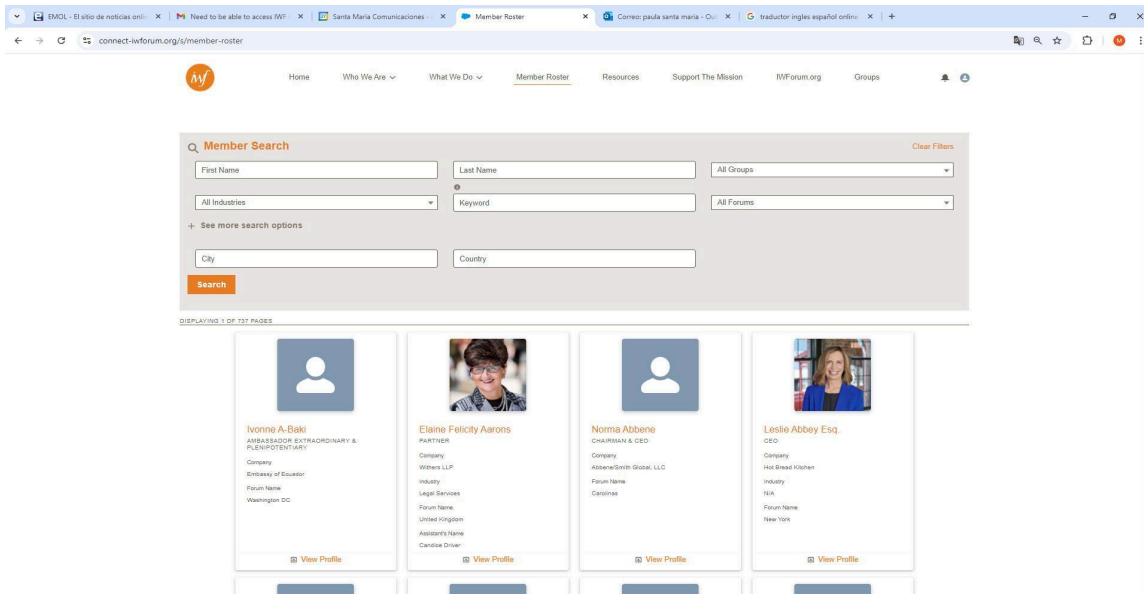 EMOL - El sitio de noticias onli
Need to be able to access IWF
Santa Maria Comunicaciones -
Member Roster
Correo: paula santa maria - Out
traductor ingles español online
connect-iwforum.org/s/member-roster
M
iwf
Home
Who We Are
What We Do
Member Roster
Resources
Support The Mission
IWForum.org
Groups
Member Search
Clear Filters
First Name
Last Name
All Groups
All Industries
Keyword
All Forums
+ See more search options
City
Country
Search
DISPLAYING 1 OF 737 PAGES
Ivonne A-Baki
AMBASSADOR EXTRAORDINARY &
PLENIPOTENTIARY
Company
Embassy of Ecuador
Forum Name
Washington DC
View Profile
Elaine Felicity Aarons
PARTNER
Company
Withers LLP
Industry
Legal Services
Forum Name
United Kingdom
Assistant's Name
Candice Driver
View Profile
Norma Abbene
CHAIRMAN & CEO
Company
Abbene/Smith Global, LLC
Forum Name
Carolinas
View Profile
Leslie Abbey Esq.
CEO
Company
Hot Bread Kitchen
Industry
N/A
Forum Name
New York
View Profile